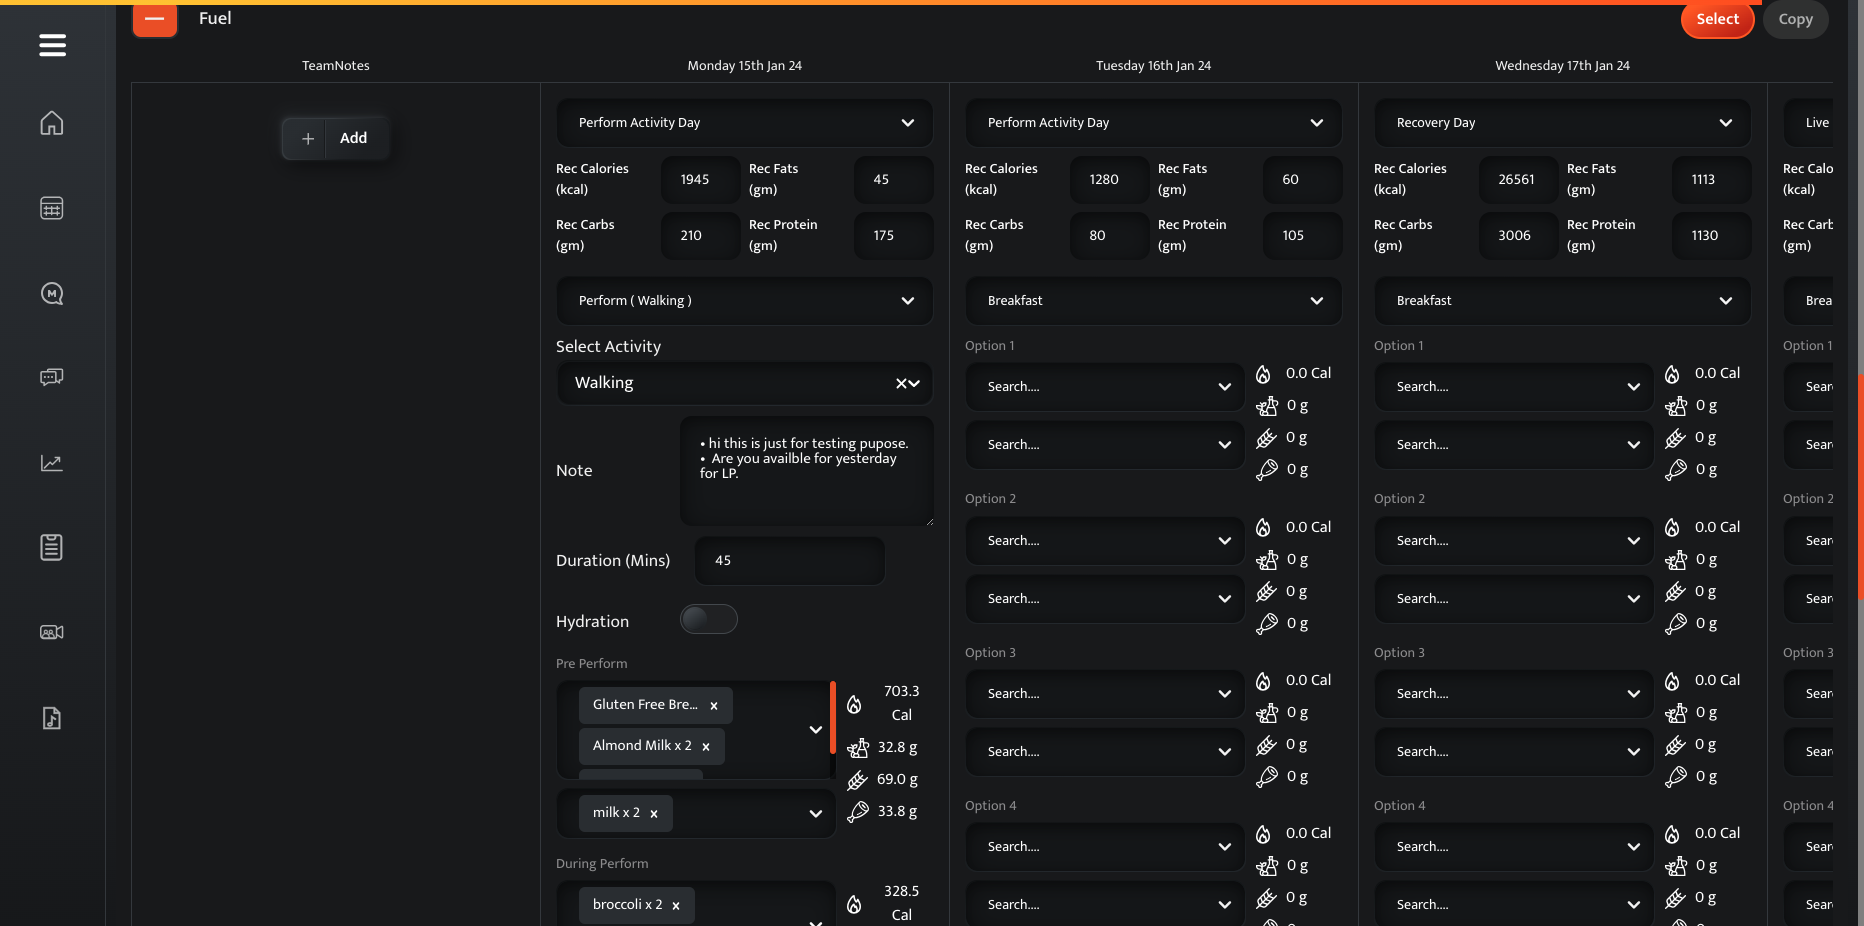 Fuel
Select
Copy
TeamNotes
Monday 15th Jan 24
Tuesday 16th Jan 24
Wednesday 17th Jan 24
+ Add
Perform Activity Day
Rec Calories (kcal)
1945
Rec Fats (gm)
45
Rec Carbs (gm)
210
Rec Protein (gm)
175
Perform ( Walking )
Select Activity
Walking
Note
• hi this is just for testing pupose.
• Are you availble for yesterday
for LP.
Duration (Mins)
45
Hydration
Pre Perform
Gluten Free Bre...
Almond Milk x 2
milk x 2
703.3 Cal
32.8 g
69.0 g
33.8 g
During Perform
broccoli x 2
328.5 Cal
Perform Activity Day
Rec Calories (kcal)
1280
Rec Fats (gm)
60
Rec Carbs (gm)
80
Rec Protein (gm)
105
Breakfast
Option 1
Search....
Search....
0.0 Cal
0 g
0 g
0 g
Option 2
Search....
Search....
0.0 Cal
0 g
0 g
0 g
Option 3
Search....
Search....
0.0 Cal
0 g
0 g
0 g
Option 4
Search....
Search....
0.0 Cal
0 g
0 g
Recovery Day
Rec Calories (kcal)
26561
Rec Fats (gm)
1113
Rec Carbs (gm)
3006
Rec Protein (gm)
1130
Breakfast
Option 1
Search....
Search....
0.0 Cal
0 g
0 g
0 g
Option 2
Search....
Search....
0.0 Cal
0 g
0 g
0 g
Option 3
Search....
Search....
0.0 Cal
0 g
0 g
0 g
Option 4
Search....
Search....
0.0 Cal
0 g
0 g
Live
Rec Calo
(kcal)
Rec Carb
(gm)
Brea
Option 1
Sear
Sear
Option 2
Sear
Sear
Option 3
Sear
Sear
Option 4
Sear
Sear